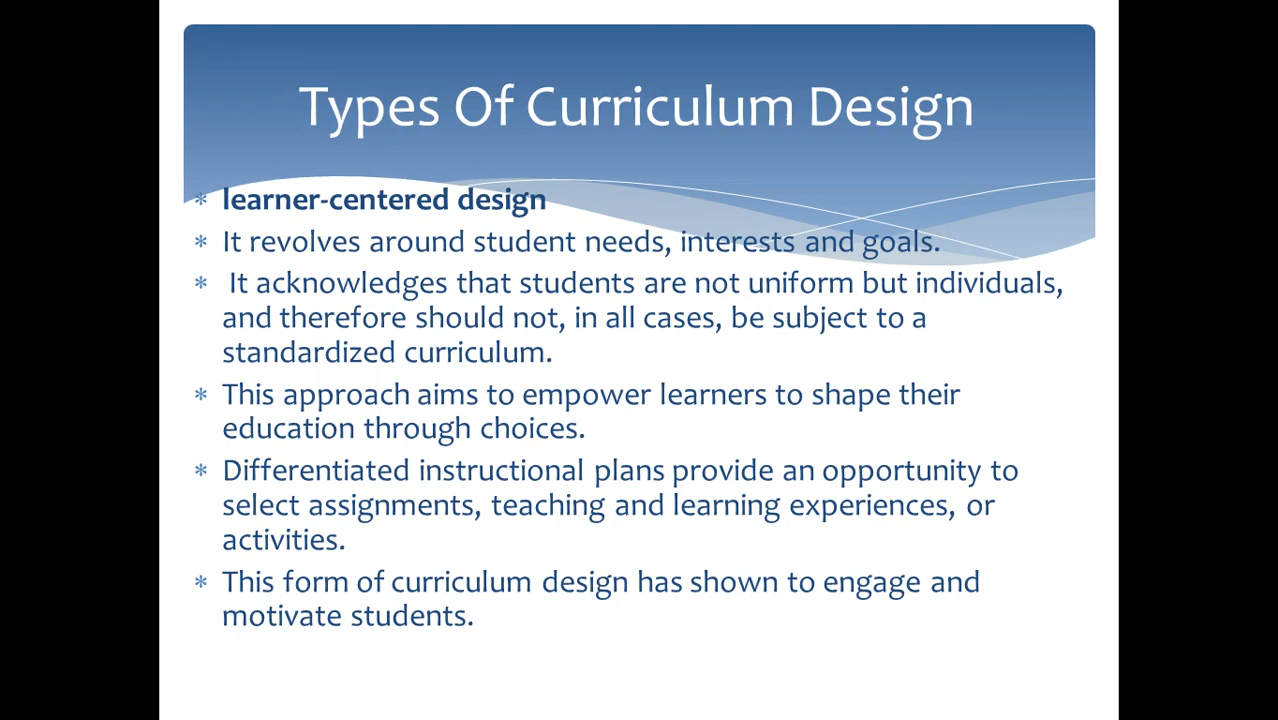 Types Of Curriculum Design
* learner-centered design
* It revolves around student needs, interests and goals.
* It acknowledges that students are not uniform but individuals,
and therefore should not, in all cases, be subject to a
standardized curriculum.
* This approach aims to empower learners to shape their
education through choices.
* Differentiated instructional plans provide an opportunity to
select assignments, teaching and learning experiences, or
activities.
* This form of curriculum design has shown to engage and
motivate students.